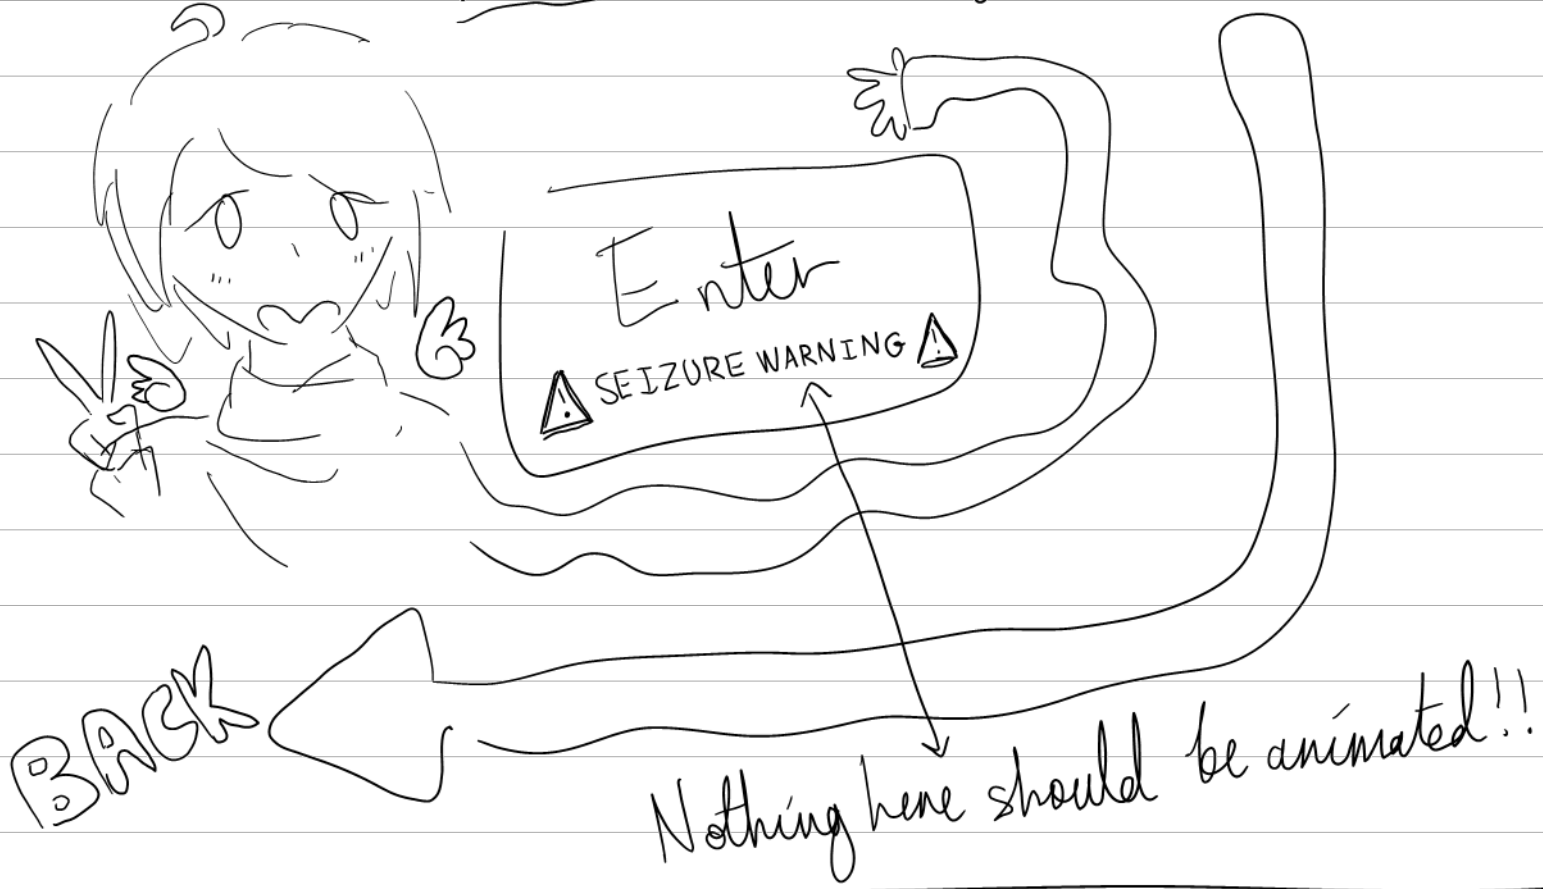 Enter
⚠ SEIZURE WARNING ⚠
BACK
Nothing here should be animated!!